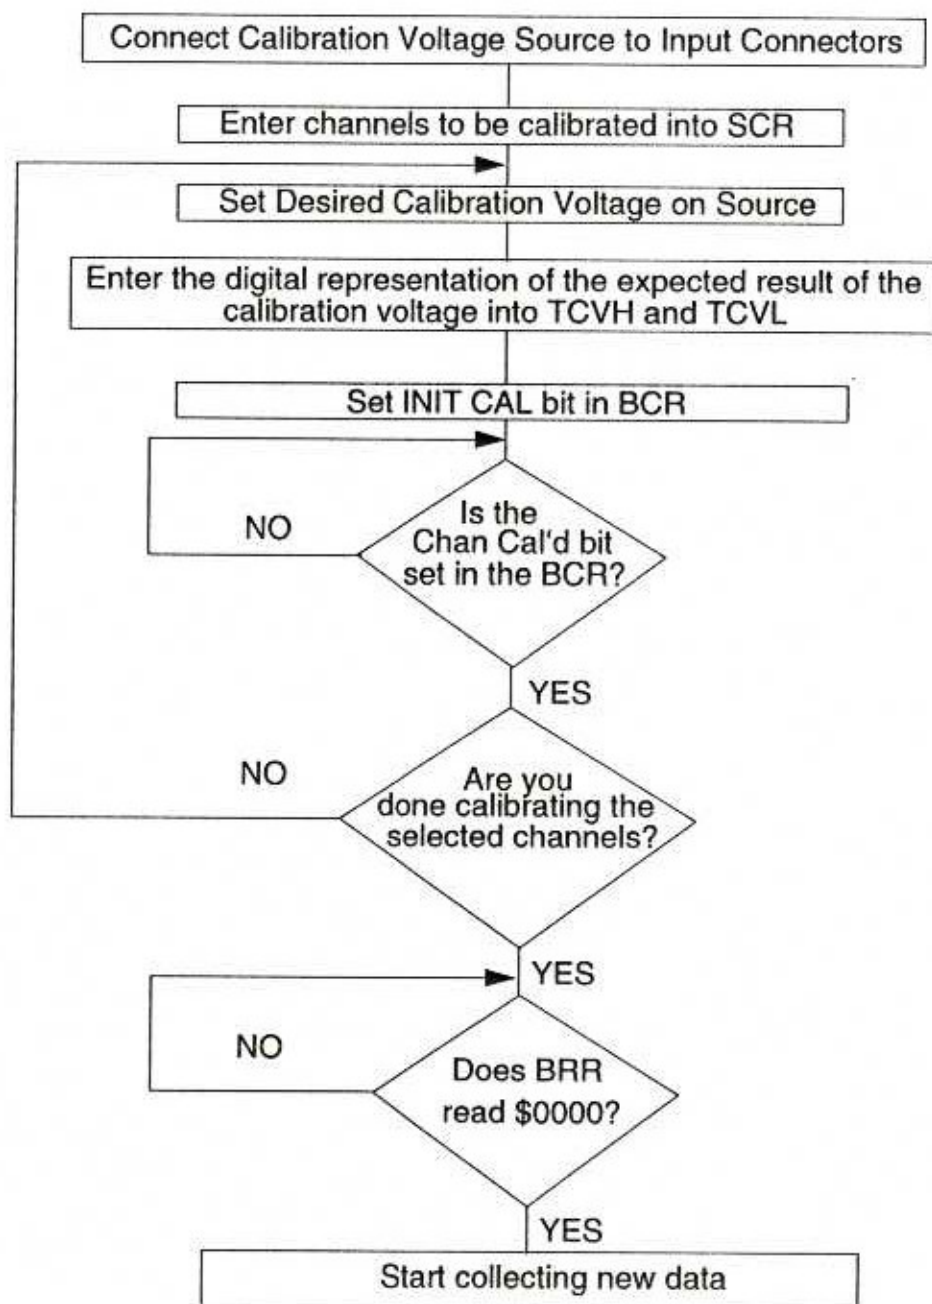 Connect Calibration Voltage Source to Input Connectors
Enter channels to be calibrated into SCR
Set Desired Calibration Voltage on Source
Enter the digital representation of the expected result of the
calibration voltage into TCVH and TCVL
Set INIT CAL bit in BCR
Is the
Chan Cal'd bit
set in the BCR?
NO
YES
Are you
done calibrating the
selected channels?
NO
YES
Does BRR
read $0000?
NO
YES
Start collecting new data